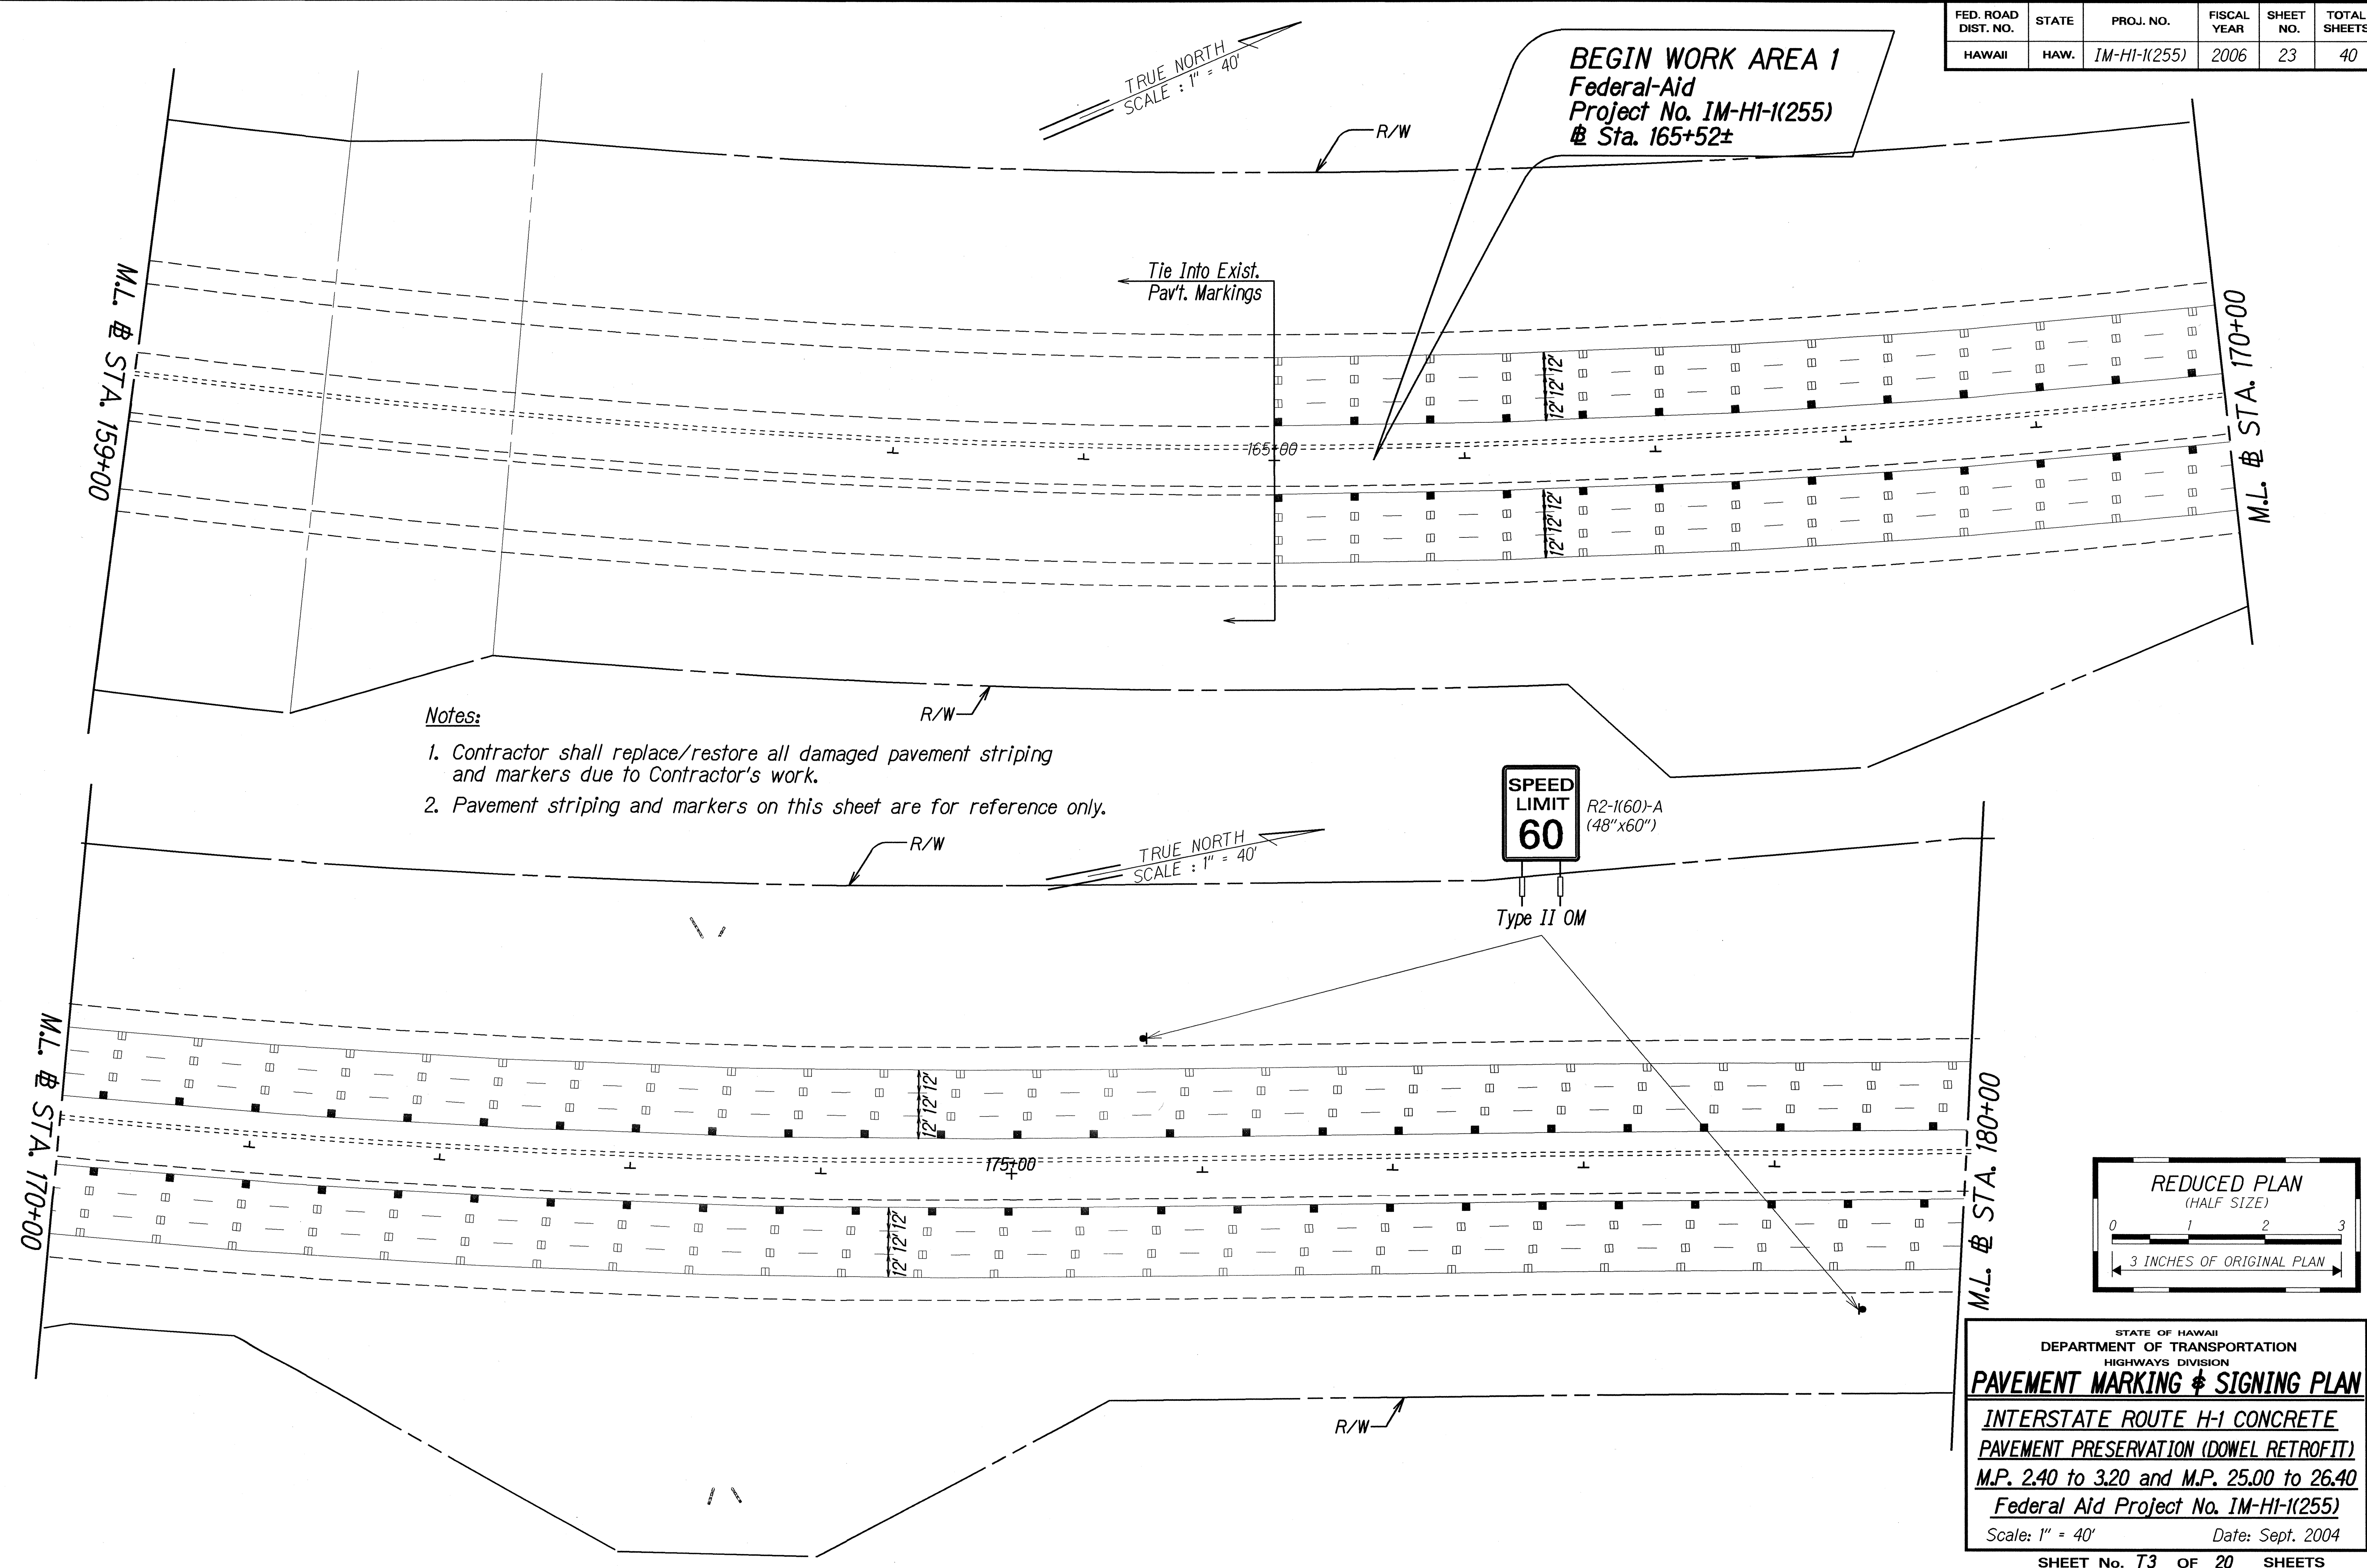 FED. ROAD DIST. NO. STATE PROJ. NO. FISCAL YEAR SHEET NO. TOTAL SHEETS
HAWAII HAW. IM-H1-1(255) 2006 23 40
TRUE NORTH
SCALE : 1" = 40'
BEGIN WORK AREA 1
Federal-Aid
Project No. IM-H1-1(255)
℄ Sta. 165+52±
R/W
Tie Into Exist.
Pav't. Markings
M.L. ℄ STA. 159+00
165+00
12' 12' 12'
12' 12' 12'
M.L. ℄ STA. 170+00
R/W
Notes:
1. Contractor shall replace/restore all damaged pavement striping
and markers due to Contractor's work.
2. Pavement striping and markers on this sheet are for reference only.
SPEED
LIMIT
60
R2-1(60)-A
(48"x60")
Type II OM
R/W
TRUE NORTH
SCALE : 1" = 40'
M.L. ℄ STA. 170+00
12' 12' 12'
175+00
12' 12' 12'
M.L. ℄ STA. 180+00
R/W
REDUCED PLAN
(HALF SIZE)
0 1 2 3
3 INCHES OF ORIGINAL PLAN
STATE OF HAWAII
DEPARTMENT OF TRANSPORTATION
HIGHWAYS DIVISION
PAVEMENT MARKING & SIGNING PLAN
INTERSTATE ROUTE H-1 CONCRETE
PAVEMENT PRESERVATION (DOWEL RETROFIT)
M.P. 2.40 to 3.20 and M.P. 25.00 to 26.40
Federal Aid Project No. IM-H1-1(255)
Scale: 1" = 40' Date: Sept. 2004
SHEET No. T3 OF 20 SHEETS